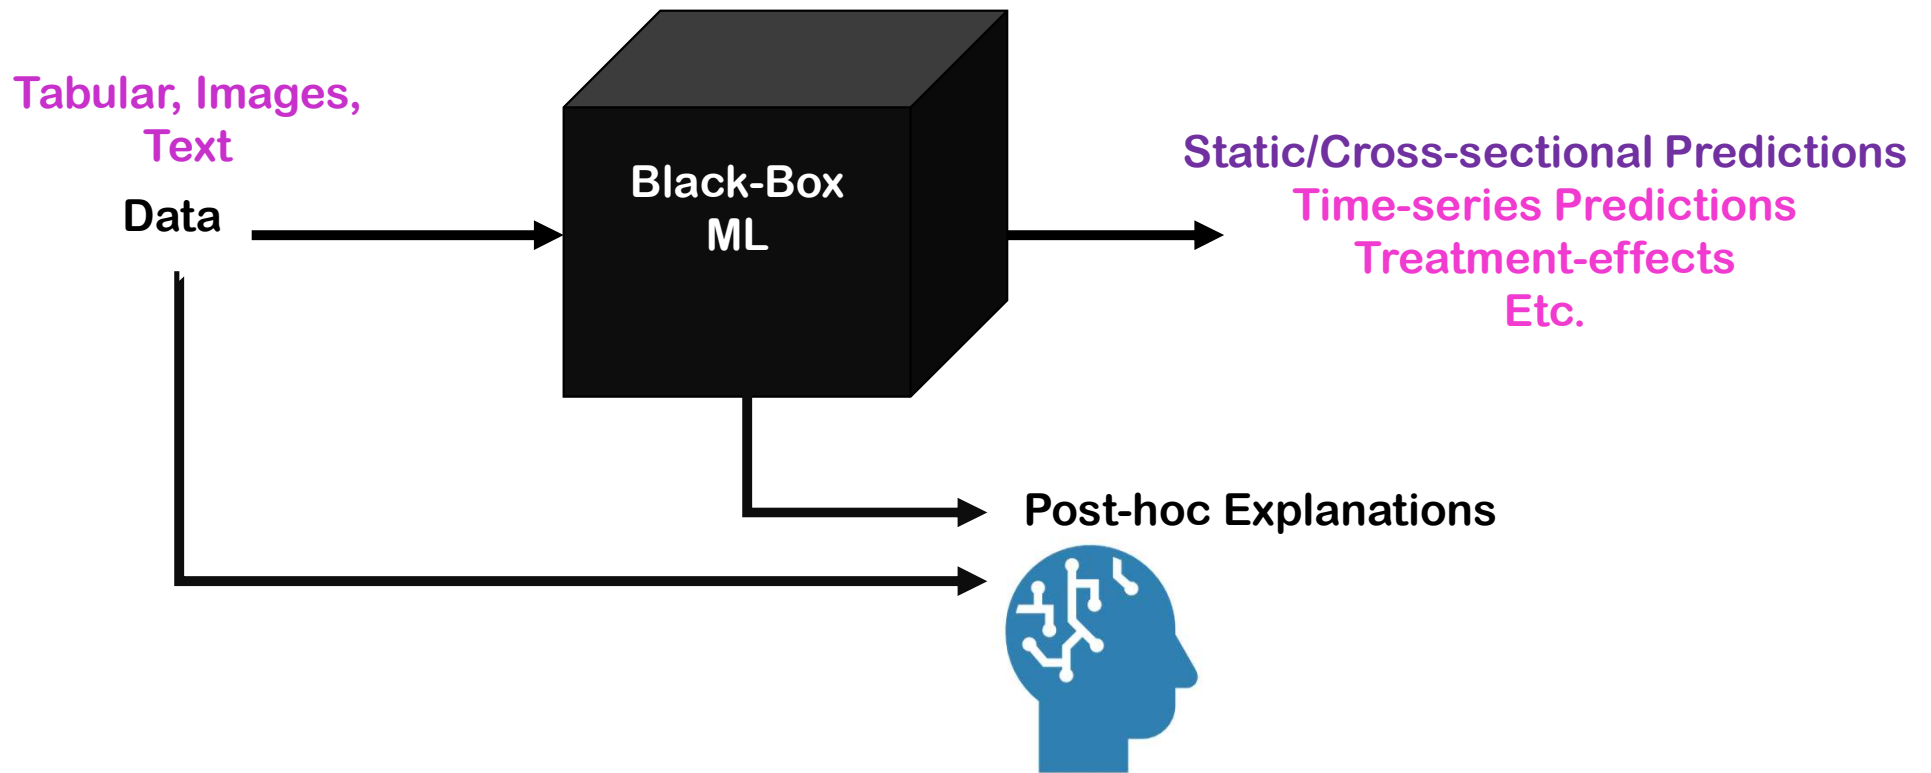 Tabular, Images,
Text
Data
Black-Box
ML
Static/Cross-sectional Predictions
Time-series Predictions
Treatment-effects
Etc.
Post-hoc Explanations